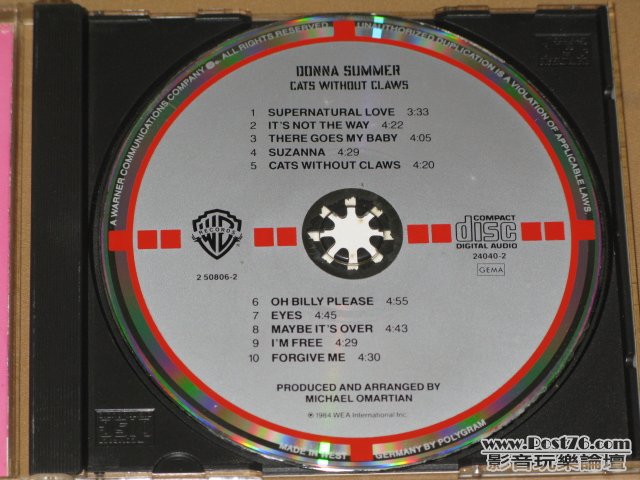 A WARNER COMMUNICATIONS COMPANY ℗ ALL RIGHTS RESERVED
UNAUTHORIZED DUPLICATION IS A VIOLATION OF APPLICABLE LAWS
DONNA SUMMER
CATS WITHOUT CLAWS
1 SUPERNATURAL LOVE 3:33
2 IT'S NOT THE WAY 4:22
3 THERE GOES MY BABY 4:05
4 SUZANNA 4:29
5 CATS WITHOUT CLAWS 4:20
WB
RECORDS
2 50806-2
COMPACT
disc
DIGITAL AUDIO
24040-2
GEMA
6 OH BILLY PLEASE 4:55
7 EYES 4:45
8 MAYBE IT'S OVER 4:43
9 I'M FREE 4:29
10 FORGIVE ME 4:30
PRODUCED AND ARRANGED BY
MICHAEL OMARTIAN
℗ 1984 WEA International Inc.
MADE IN WEST GERMANY BY POLYGRAM
www.Post76.com
影音玩樂論壇